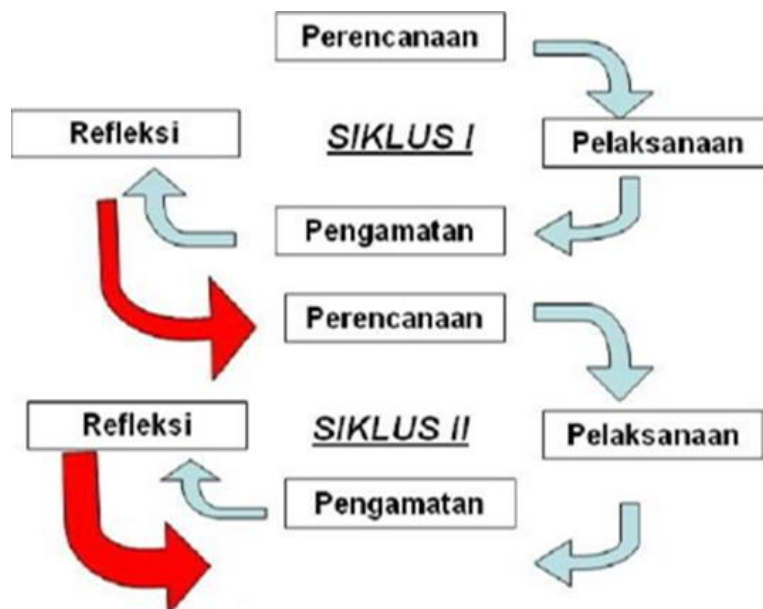 Perencanaan
Refleksi
SIKLUS I
Pelaksanaan
Pengamatan
Perencanaan
Refleksi
SIKLUS II
Pelaksanaan
Pengamatan